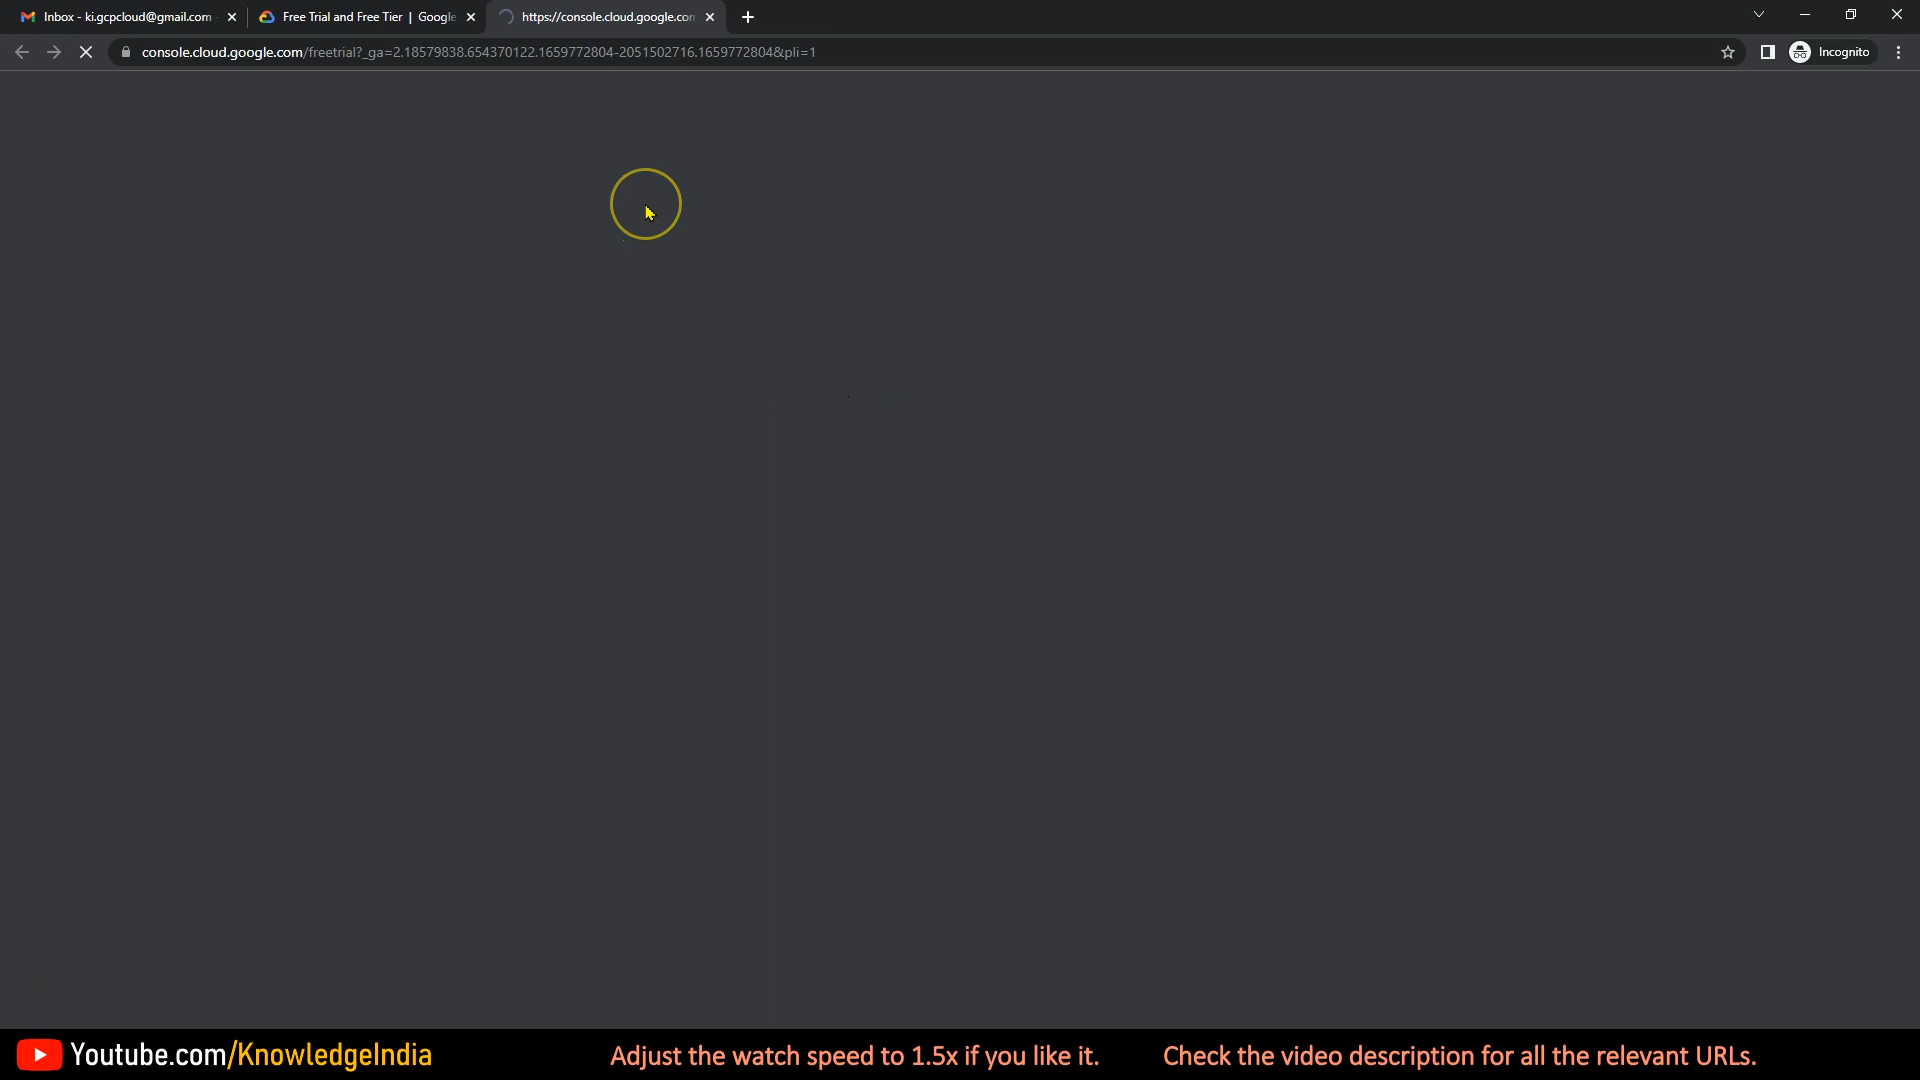 Inbox - ki.gcpcloud@gmail.com
Free Trial and Free Tier | Google
https://console.cloud.google.con
console.cloud.google.com/freetrial?_ga=2.18579838.654370122.1659772804-2051502716.1659772804&pli=1
Incognito
Youtube.com/KnowledgeIndia
Adjust the watch speed to 1.5x if you like it.
Check the video description for all the relevant URLs.